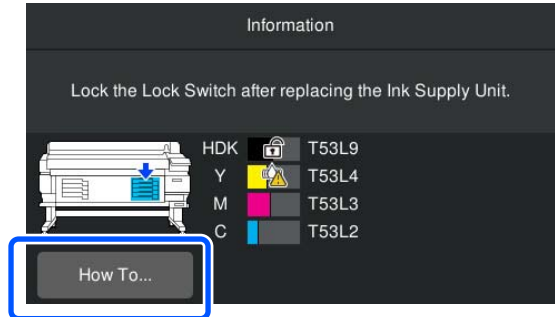 Information
Lock the Lock Switch after replacing the Ink Supply Unit.
HDK T53L9
Y T53L4
M T53L3
C T53L2
How To...